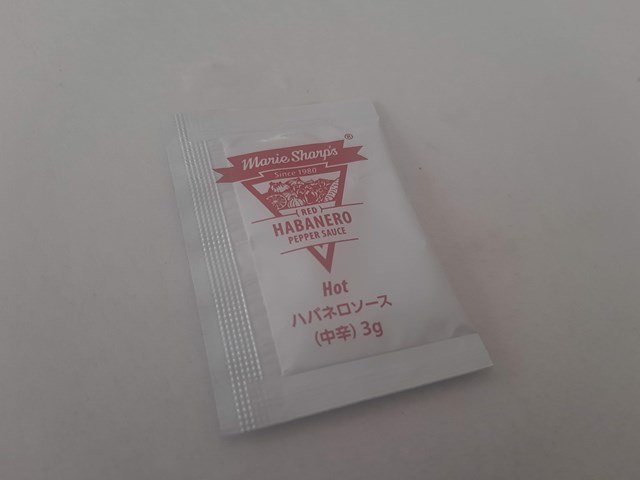 Marie Sharp's ®
Since 1980
(RED)
HABANERO
PEPPER SAUCE
Hot
ハバネロソース
(中辛) 3g